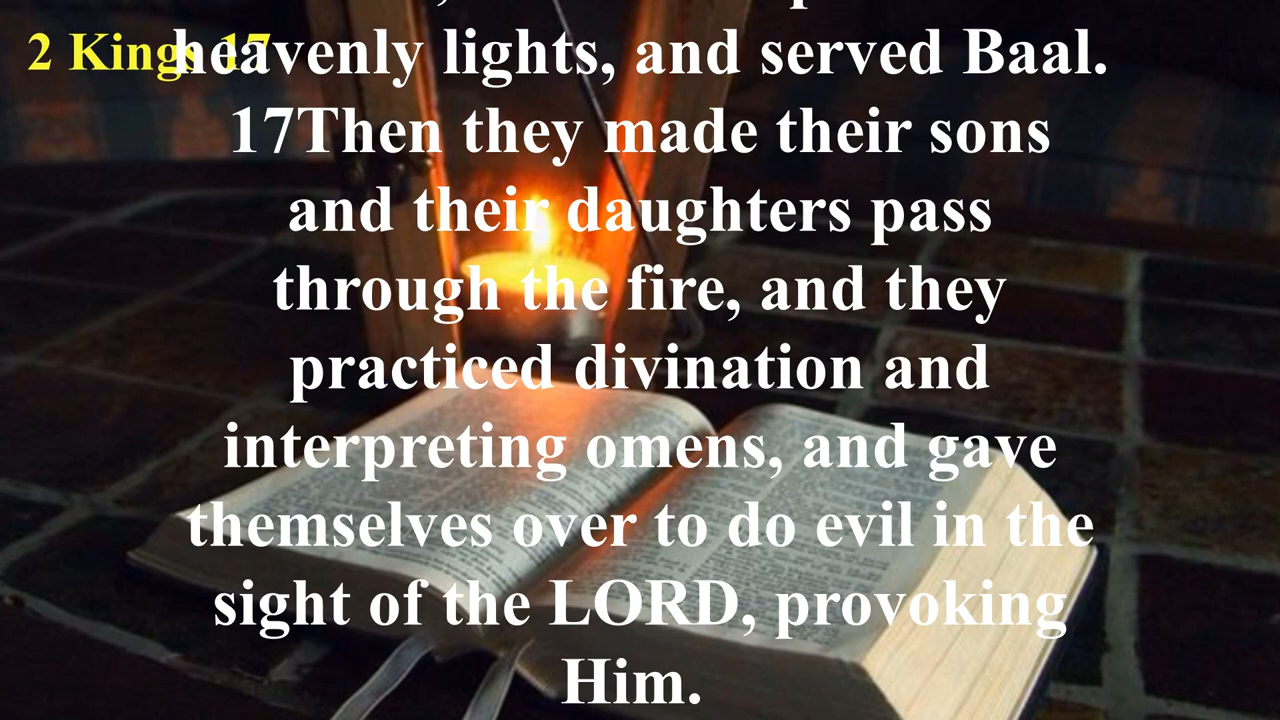 2 Kings 17
heavenly lights, and served Baal.
17Then they made their sons
and their daughters pass
through the fire, and they
practiced divination and
interpreting omens, and gave
themselves over to do evil in the
sight of the LORD, provoking
Him.